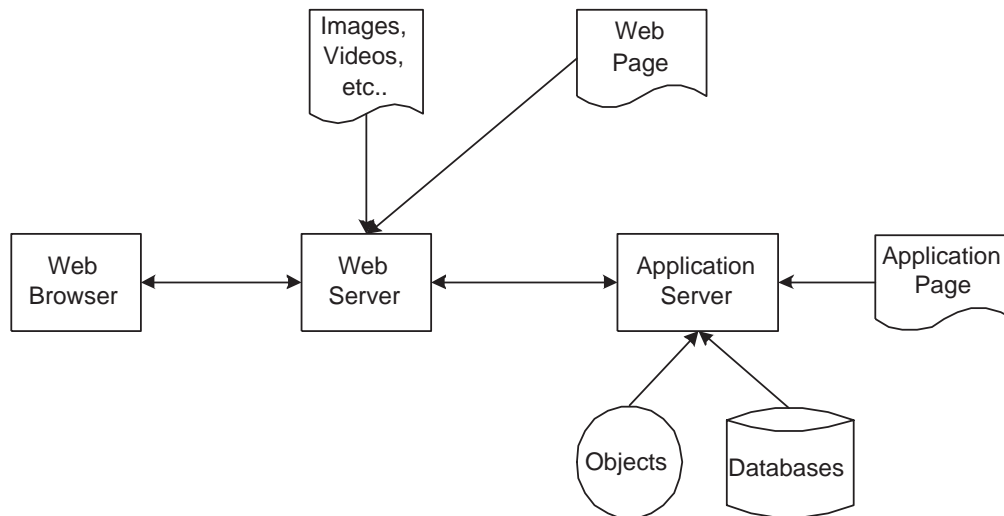 Images,
Videos,
etc..
Web
Page
Web
Browser
Web
Server
Application
Server
Application
Page
Objects
Databases